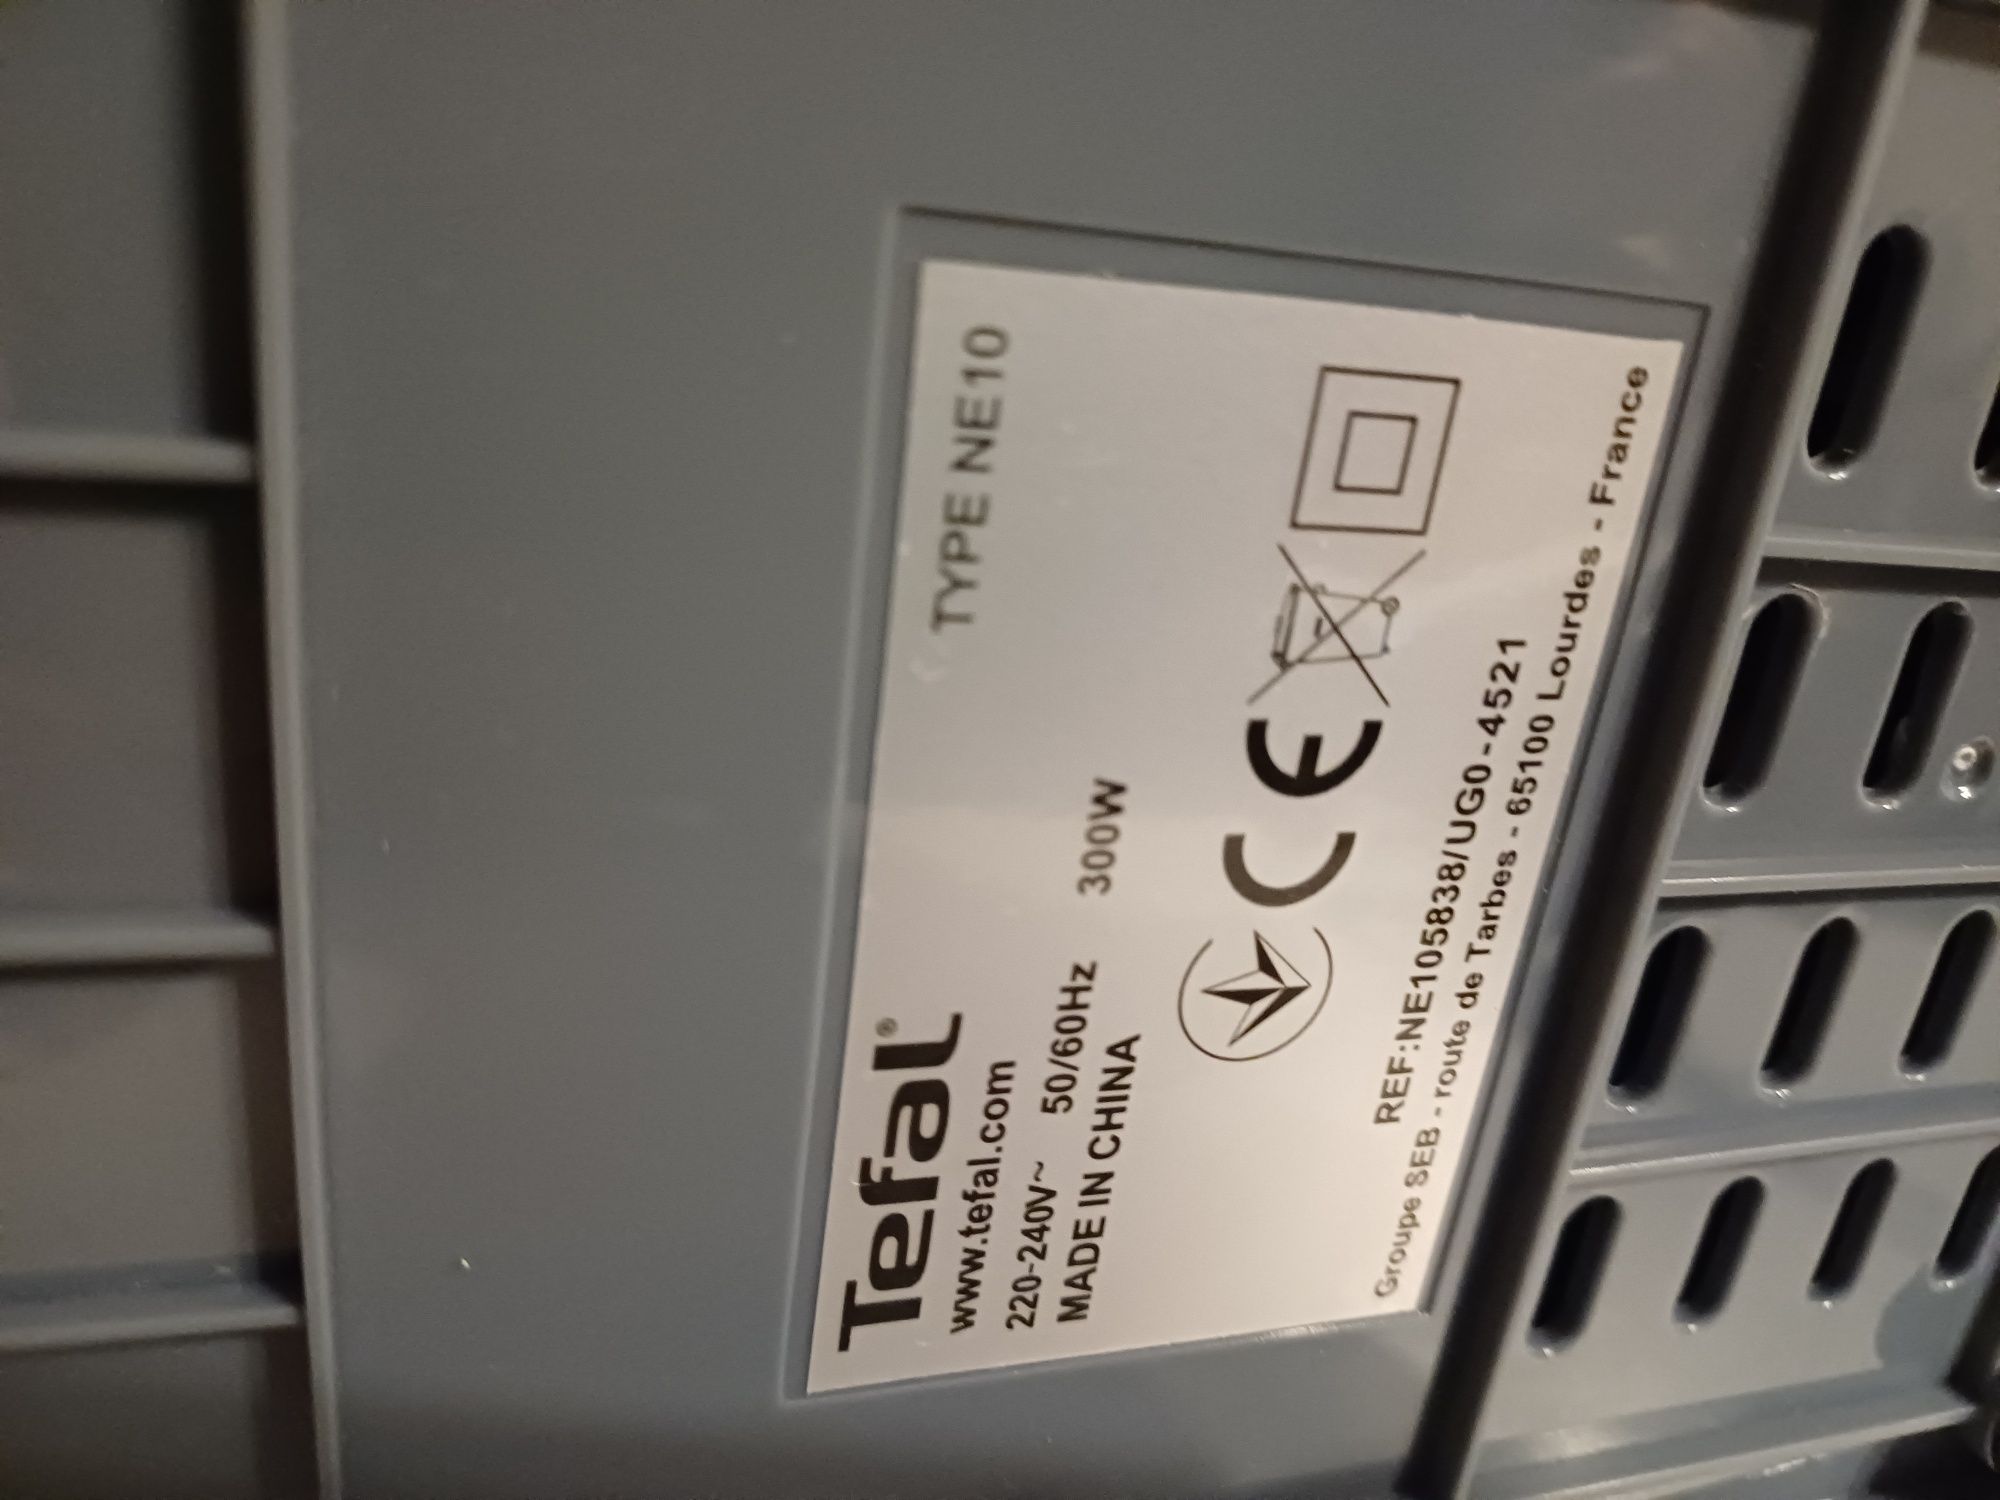 Tefal®
TYPE NE10
www.tefal.com
220-240V~ 50/60Hz 300W
MADE IN CHINA
CE
REF:NE105838/UG0-4521
Groupe SEB - route de Tarbes - 65100 Lourdes - France